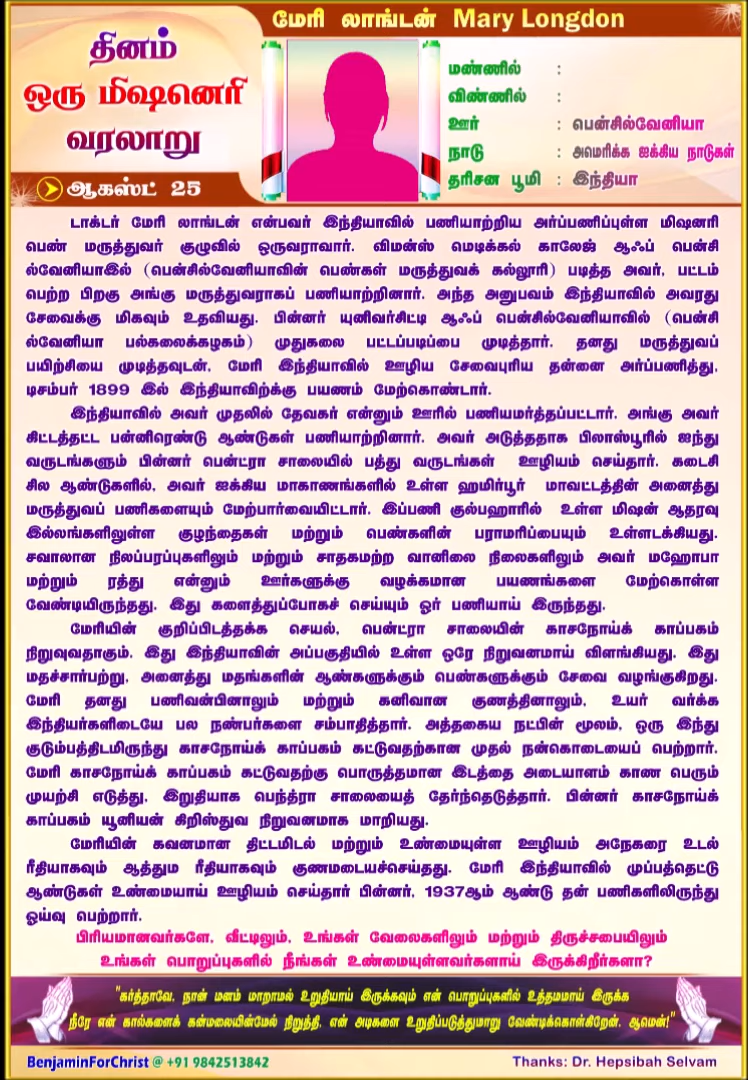 மேரி லாங்டன் Mary Longdon
தினம்
ஒரு மிஷனெரி
வரலாறு
ஆகஸ்ட் 25
மண்ணில் :
விண்ணில் :
ஊர் : பென்சில்வேனியா
நாடு : அமெரிக்க ஐக்கிய நாடுகள்
தரிசன பூமி : இந்தியா
டாக்டர் மேரி லாங்டன் என்பவர் இந்தியாவில் பணியாற்றிய அர்ப்பணிப்புள்ள மிஷனரி
பெண் மருத்துவர் குழுவில் ஒருவராவார். விமன்ஸ் மெடிக்கல் காலேஜ் ஆஃப் பென்சி
ல்வேனியாஇல் (பென்சில்வேனியாவின் பெண்கள் மருத்துவக் கல்லூரி) படித்த அவர், பட்டம்
பெற்ற பிறகு அங்கு மருத்துவராகப் பணியாற்றினார். அந்த அனுபவம் இந்தியாவில் அவரது
சேவைக்கு மிகவும் உதவியது. பின்னர் யுனிவர்சிட்டி ஆஃப் பென்சில்வேனியாவில் (பென்சி
ல்வேனியா பல்கலைக்கழகம்) முதுகலை பட்டப்படிப்பை முடித்தார். தனது மருத்துவப்
பயிற்சியை முடித்தவுடன், மேரி இந்தியாவில் ஊழிய சேவைபுரிய தன்னை அர்ப்பணித்து,
டிசம்பர் 1899 இல் இந்தியாவிற்க்கு பயணம் மேற்கொண்டார்.
இந்தியாவில் அவர் முதலில் தேவகர் என்னும் ஊரில் பணியமர்த்தப்பட்டார். அங்கு அவர்
கிட்டத்தட்ட பன்னிரெண்டு ஆண்டுகள் பணியாற்றினார். அவர் அடுத்ததாக பிலாஸ்பூரில் ஐந்து
வருடங்களும் பின்னர் பென்ட்ரா சாலையில் பத்து வருடங்கள் ஊழியம் செய்தார். கடைசி
சில ஆண்டுகளில், அவர் ஐக்கிய மாகாணங்களில் உள்ள ஹமிர்பூர் மாவட்டத்தின் அனைத்து
மருத்துவப் பணிகளையும் மேற்பார்வையிட்டார். இப்பணி குல்பஹாரில் உள்ள மிஷன் ஆதரவு
இல்லங்களிலுள்ள குழந்தைகள் மற்றும் பெண்களின் பராமரிப்பையும் உள்ளடக்கியது.
சவாலான நிலப்பரப்புகளிலும் மற்றும் சாதகமற்ற வானிலை நிலைகளிலும் அவர் மஹோபா
மற்றும் ரத்து என்னும் ஊர்களுக்கு வழக்கமான பயணங்களை மேற்கொள்ள
வேண்டியிருந்தது. இது களைத்துப்போகச் செய்யும் ஓர் பணியாய் இருந்தது.
மேரியின் குறிப்பிடத்தக்க செயல், பென்ட்ரா சாலையின் காசநோய்க் காப்பகம்
நிறுவுவதாகும். இது இந்தியாவின் அப்பகுதியில் உள்ள ஒரே நிறுவனமாய் விளங்கியது. இது
மதச்சார்பற்று, அனைத்து மதங்களின் ஆண்களுக்கும் பெண்களுக்கும் சேவை வழங்குகிறது.
மேரி தனது பணிவன்பினாலும் மற்றும் கனிவான குணத்தினாலும், உயர் வர்க்க
இந்தியர்களிடையே பல நண்பர்களை சம்பாதித்தார். அத்தகைய நட்பின் மூலம், ஒரு இந்து
குடும்பத்திடமிருந்து காசநோய்க் காப்பகம் கட்டுவதற்கான முதல் நன்கொடையைப் பெற்றார்.
மேரி காசநோய்க் காப்பகம் கட்டுவதற்கு பொருத்தமான இடத்தை அடையாளம் காண பெரும்
முயற்சி எடுத்து, இறுதியாக பெந்த்ரா சாலையைத் தேர்ந்தெடுத்தார். பின்னர் காசநோய்க்
காப்பகம் யூனியன் கிறிஸ்துவ நிறுவனமாக மாறியது.
மேரியின் கவனமான திட்டமிடல் மற்றும் உண்மையுள்ள ஊழியம் அநேகரை உடல்
ரீதியாகவும் ஆத்தும ரீதியாகவும் குணமடையச்செய்தது. மேரி இந்தியாவில் முப்பத்தெட்டு
ஆண்டுகள் உண்மையாய் ஊழியம் செய்தார் பின்னர், 1937ஆம் ஆண்டு தன் பணிகளிலிருந்து
ஓய்வு பெற்றார்.
பிரியமானவர்களே, வீட்டிலும், உங்கள் வேலைகளிலும் மற்றும் திருச்சபையிலும்
உங்கள் பொறுப்புகளில் நீங்கள் உண்மையுள்ளவர்களாய் இருக்கிறீர்களா?
"கர்த்தாவே, நான் மனம் மாறாமல் உறுதியாய் இருக்கவும் என் பொறுப்புகளில் உத்தமமாய் இருக்க
நீரே என் கால்களைக் கன்மலையின்மேல் நிறுத்தி, என் அடிகளை உறுதிப்படுத்துமாறு வேண்டிக்கொள்கிறேன். ஆமென்!"
BenjaminForChrist @ +91 9842513842
Thanks: Dr. Hepsibah Selvam